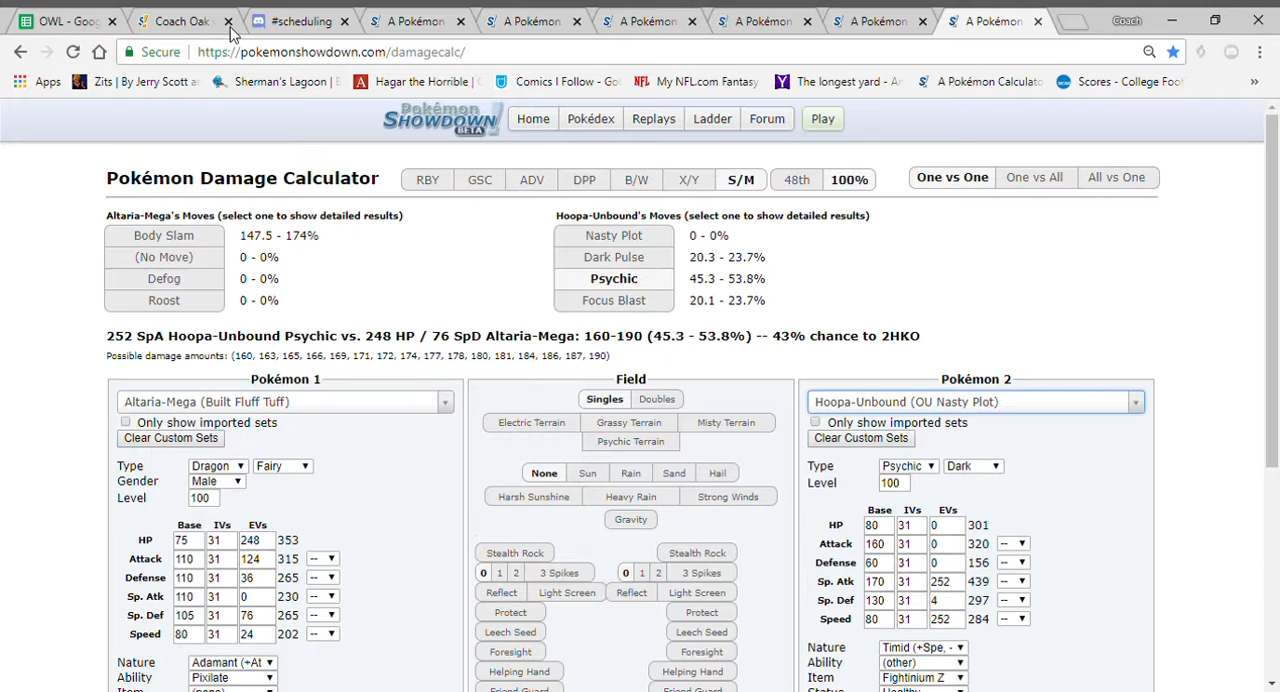 OWL - Goog
Coach Oak
#scheduling
A Pokémon
A Pokémon
A Pokémon
A Pokémon
A Pokémon
A Pokémon
Coach
Secure
https://pokemonshowdown.com/damagecalc/
Apps
Zits | By Jerry Scott a
Sherman's Lagoon | B
Hagar the Horrible | C
Comics I Follow - Go
My NFL.com Fantasy
The longest yard - A
A Pokémon Calculato
Scores - College Foot
»
Pokémon
SHOWDOWN!
BETA
Home
Pokédex
Replays
Ladder
Forum
Play
Pokémon Damage Calculator
RBY
GSC
ADV
DPP
B/W
X/Y
S/M
48th
100%
One vs One
One vs All
All vs One
Altaria-Mega's Moves (select one to show detailed results)
Body Slam 147.5 - 174%
(No Move) 0 - 0%
Defog 0 - 0%
Roost 0 - 0%
Hoopa-Unbound's Moves (select one to show detailed results)
Nasty Plot 0 - 0%
Dark Pulse 20.3 - 23.7%
Psychic 45.3 - 53.8%
Focus Blast 20.1 - 23.7%
252 SpA Hoopa-Unbound Psychic vs. 248 HP / 76 SpD Altaria-Mega: 160-190 (45.3 - 53.8%) -- 43% chance to 2HKO
Possible damage amounts: (160, 163, 165, 166, 169, 171, 172, 174, 177, 178, 180, 181, 184, 186, 187, 190)
Pokémon 1
Altaria-Mega (Built Fluff Tuff)
Only show imported sets
Clear Custom Sets
Type Dragon Fairy
Gender Male
Level 100
Base IVs EVs
HP 75 31 248 353
Attack 110 31 124 315 --
Defense 110 31 36 265 --
Sp. Atk 110 31 0 230 --
Sp. Def 105 31 76 265 --
Speed 80 31 24 202 --
Nature Adamant (+At
Ability Pixilate
Item (none)
Field
Singles
Doubles
Electric Terrain
Grassy Terrain
Misty Terrain
Psychic Terrain
None
Sun
Rain
Sand
Hail
Harsh Sunshine
Heavy Rain
Strong Winds
Gravity
Stealth Rock
Stealth Rock
0 1 2 3 Spikes
0 1 2 3 Spikes
Reflect
Light Screen
Reflect
Light Screen
Protect
Protect
Leech Seed
Leech Seed
Foresight
Foresight
Helping Hand
Helping Hand
Friend Guard
Friend Guard
Pokémon 2
Hoopa-Unbound (OU Nasty Plot)
Only show imported sets
Clear Custom Sets
Type Psychic Dark
Level 100
Base IVs EVs
HP 80 31 0 301
Attack 160 31 0 320 --
Defense 60 31 0 156 --
Sp. Atk 170 31 252 439 --
Sp. Def 130 31 4 297 --
Speed 80 31 252 284 --
Nature Timid (+Spe, -
Ability (other)
Item Fightinium Z
Status Healthy